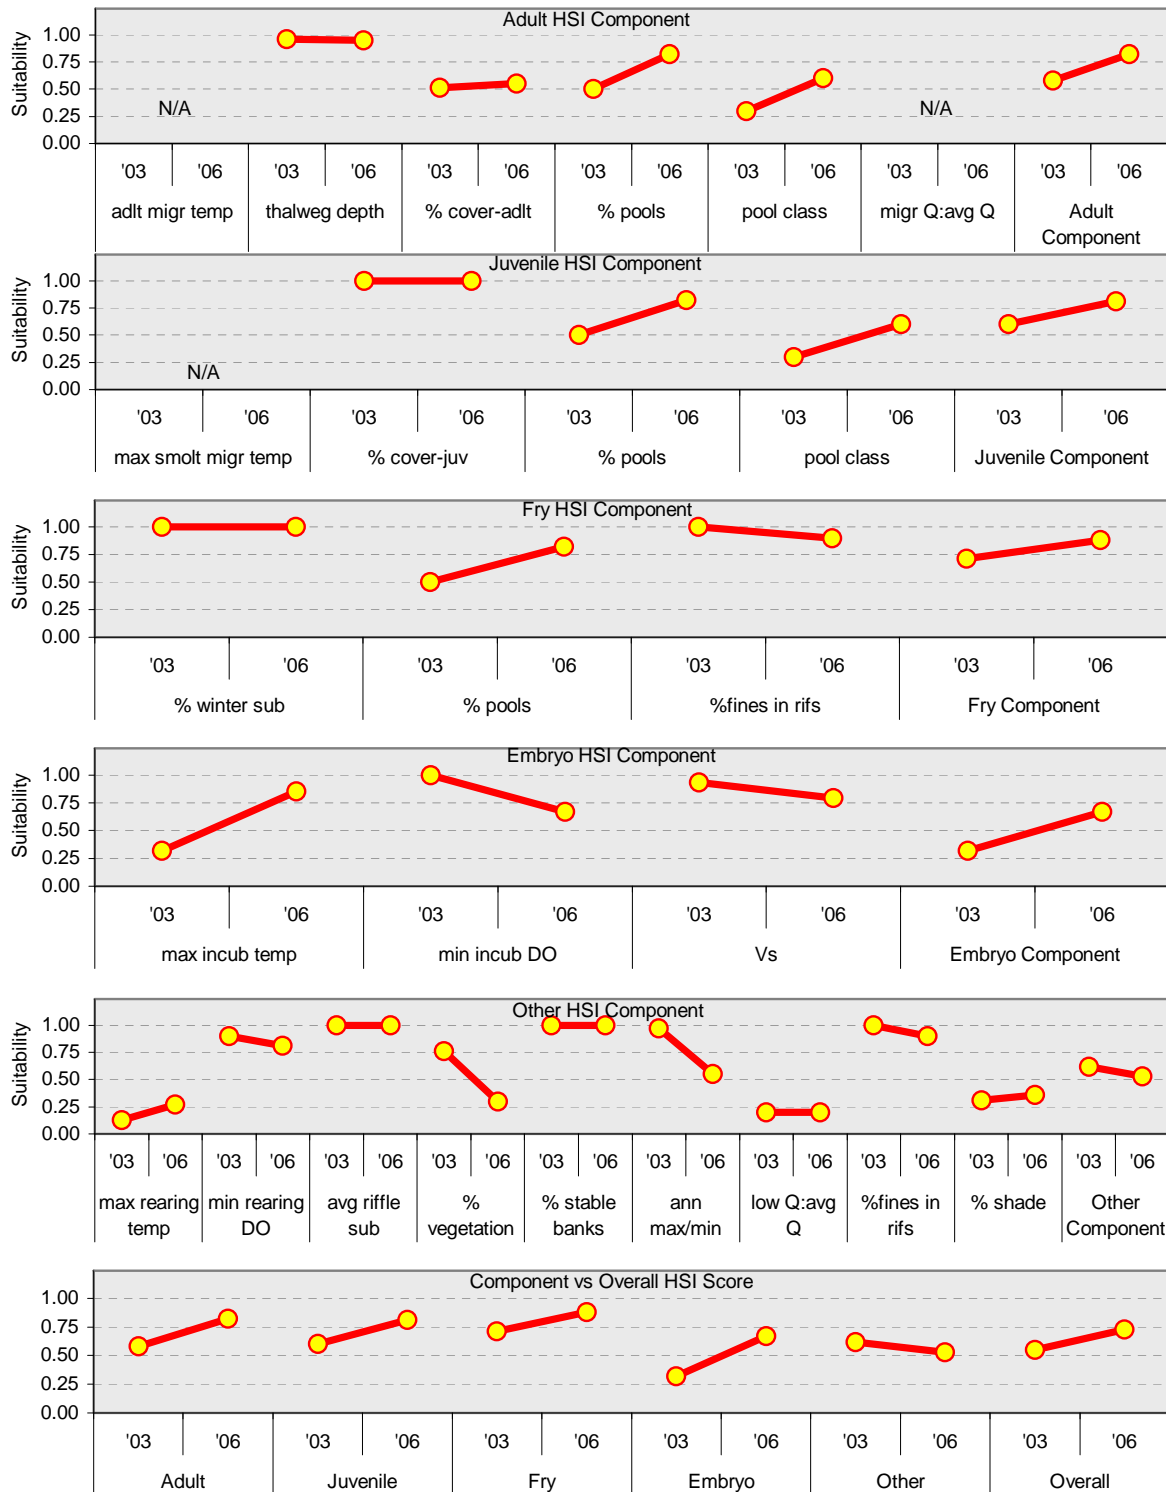 Adult HSI Component
Suitability
1.00
0.75
0.50
0.25
0.00
N/A N/A
'03 '06 '03 '06 '03 '06 '03 '06 '03 '06 '03 '06 '03 '06
adlt migr temp thalweg depth % cover-adlt % pools pool class migr Q:avg Q Adult
Component
Juvenile HSI Component
Suitability
1.00
0.75
0.50
0.25
0.00
N/A
'03 '06 '03 '06 '03 '06 '03 '06 '03 '06
max smolt migr temp % cover-juv % pools pool class Juvenile Component
Fry HSI Component
Suitability
1.00
0.75
0.50
0.25
0.00
'03 '06 '03 '06 '03 '06 '03 '06
% winter sub % pools %fines in rifs Fry Component
Embryo HSI Component
Suitability
1.00
0.75
0.50
0.25
0.00
'03 '06 '03 '06 '03 '06 '03 '06
max incub temp min incub DO Vs Embryo Component
Other HSI Component
Suitability
1.00
0.75
0.50
0.25
0.00
'03 '06 '03 '06 '03 '06 '03 '06 '03 '06 '03 '06 '03 '06 '03 '06 '03 '06 '03 '06
max rearing min rearing avg riffle % % stable ann low Q:avg %fines in % shade Other
temp DO sub vegetation banks max/min Q rifs Component
Component vs Overall HSI Score
1.00
0.75
0.50
0.25
0.00
'03 '06 '03 '06 '03 '06 '03 '06 '03 '06 '03 '06
Adult Juvenile Fry Embryo Other Overall